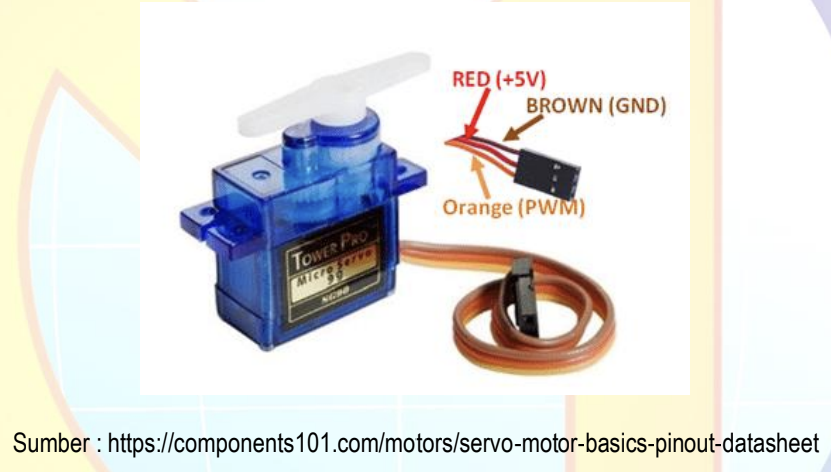 RED (+5V)
BROWN (GND)
Orange (PWM)
TOWER PRO
Micro Servo
99
SG90
Sumber : https://components101.com/motors/servo-motor-basics-pinout-datasheet